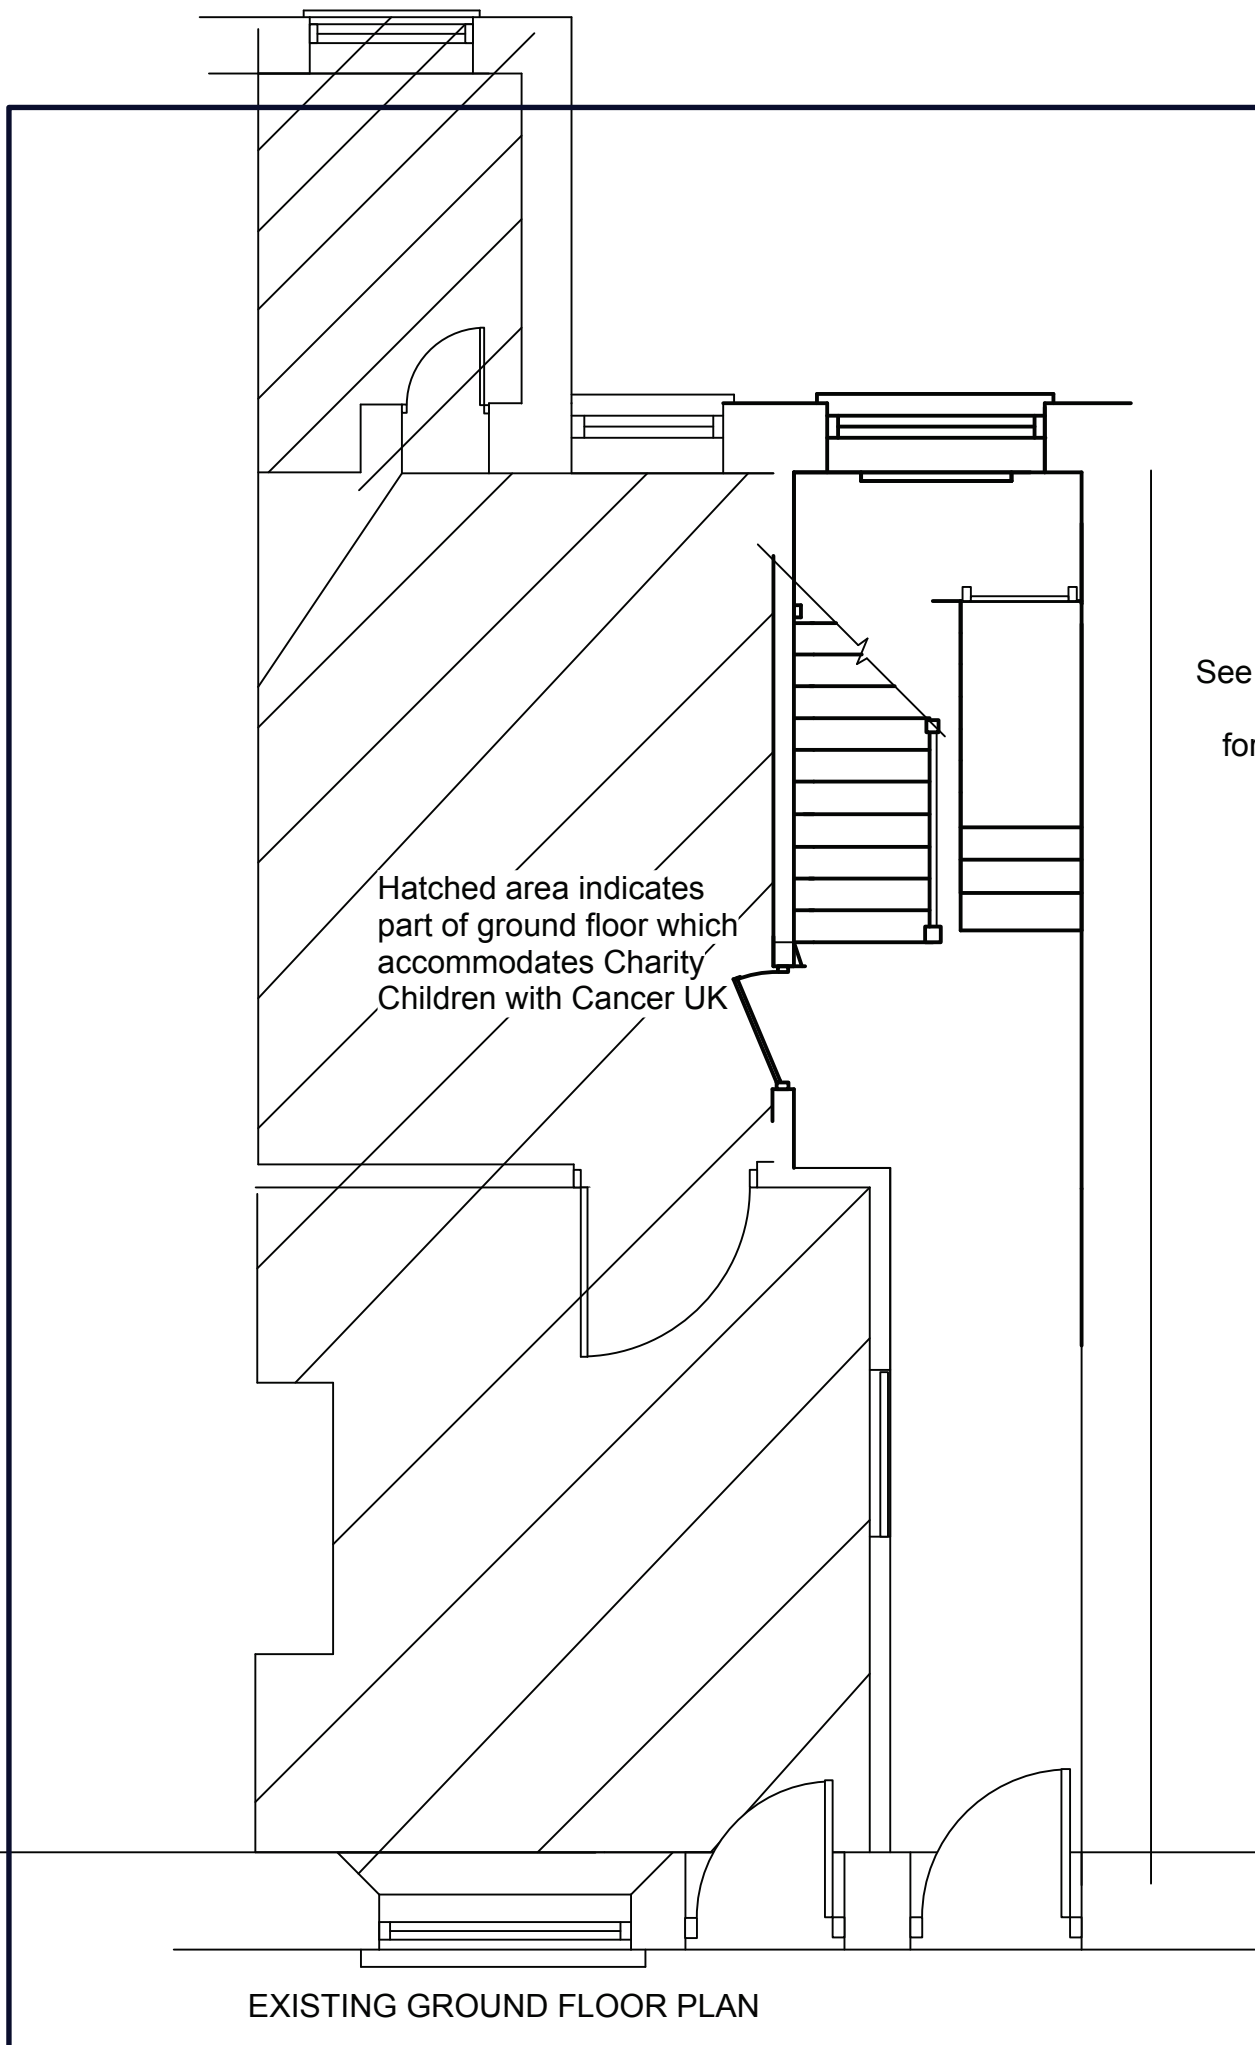 See
for
Hatched area indicates
part of ground floor which
accommodates Charity
Children with Cancer UK
EXISTING GROUND FLOOR PLAN